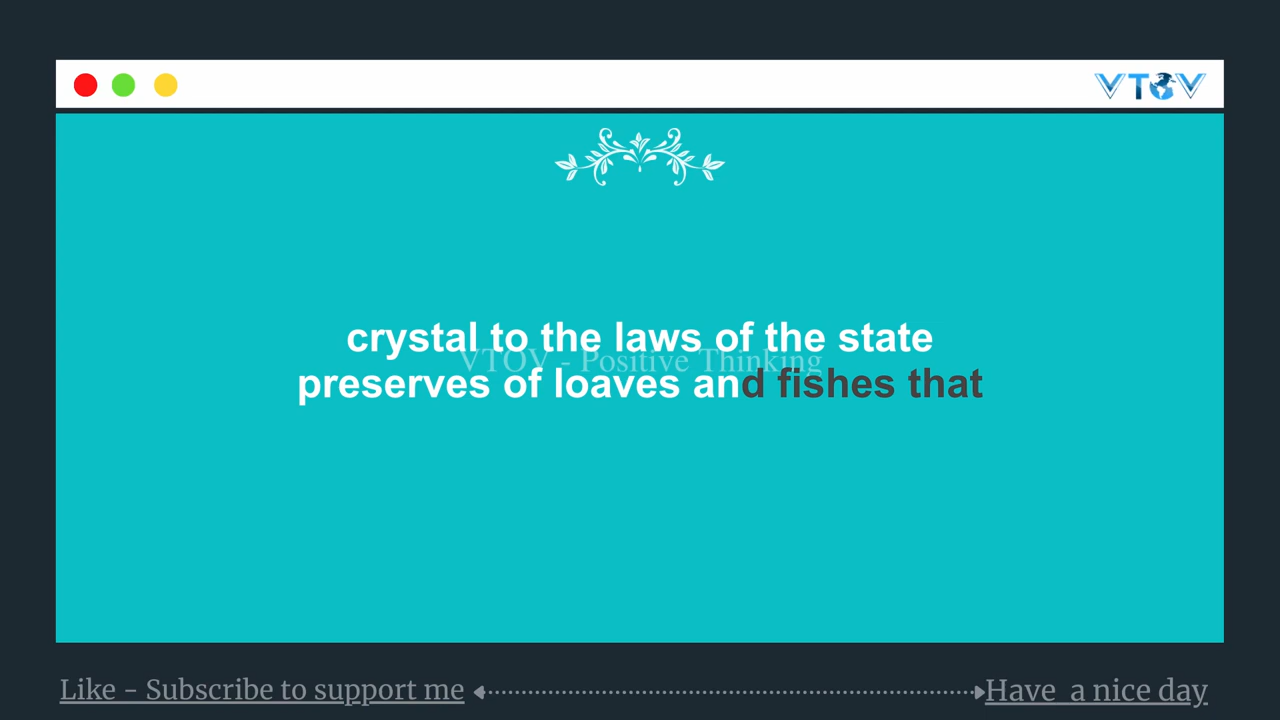 VTOV
crystal to the laws of the state
VTOV - Positive Thinking
preserves of loaves and fishes that
Like - Subscribe to support me
Have a nice day